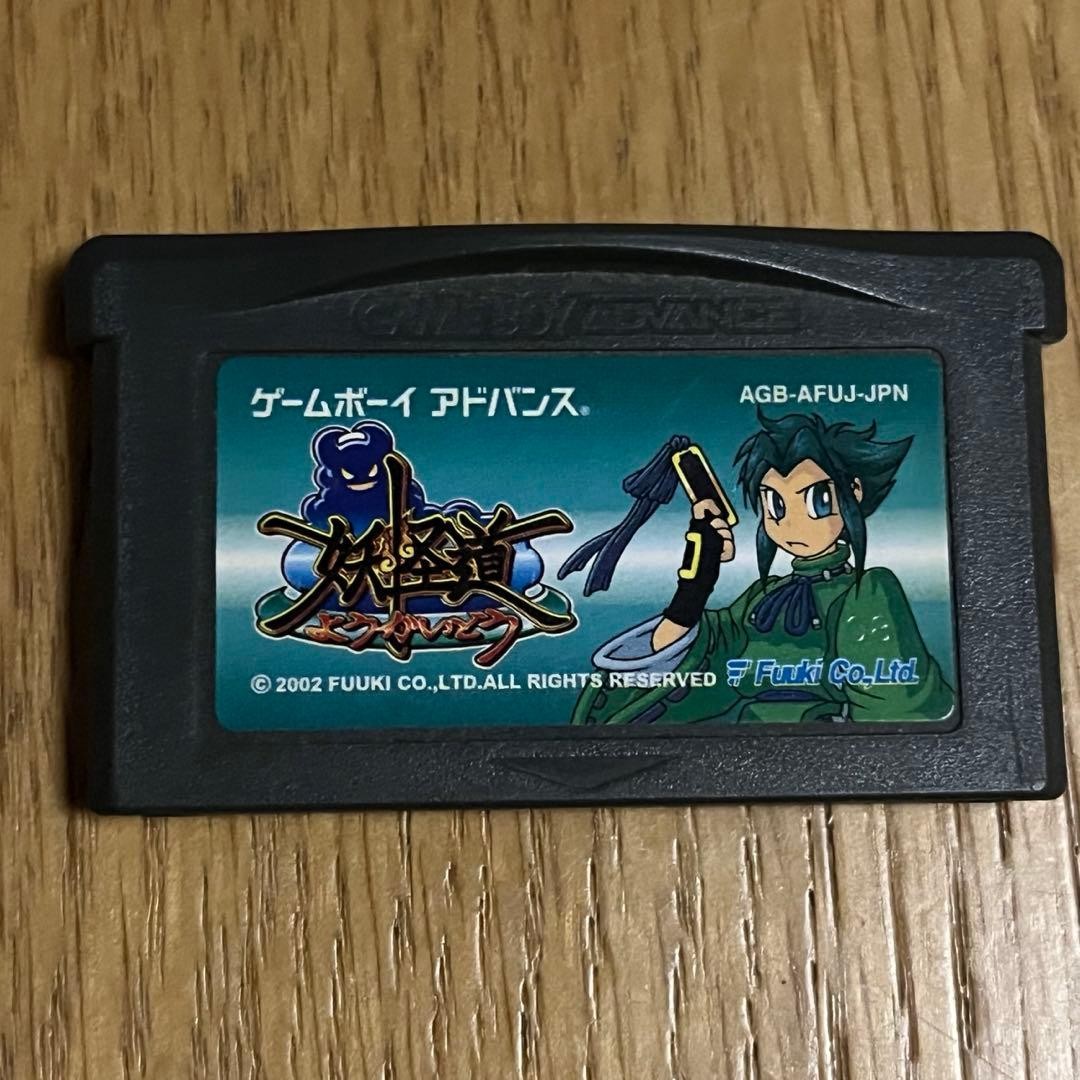 GAME BOY ADVANCE
ゲームボーイ アドバンス®
AGB-AFUJ-JPN
妖怪道
ようかいどう
© 2002 FUUKI CO.,LTD.ALL RIGHTS RESERVED
Fuuki Co.,Ltd.
08